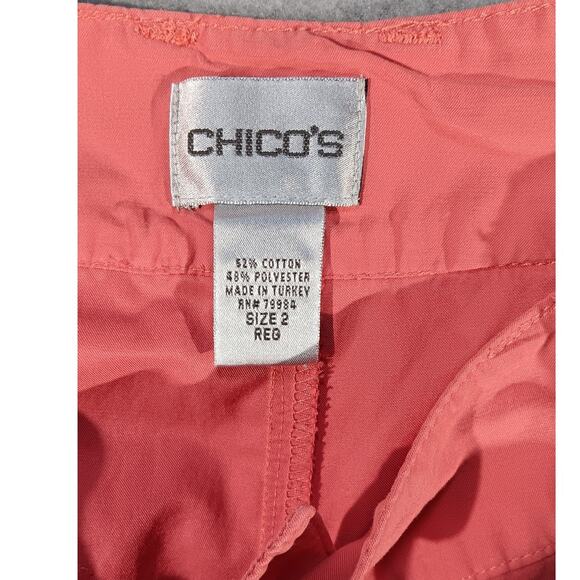 CHICO'S
52% COTTON
48% POLYESTER
MADE IN TURKEY
RN# 79984
SIZE 2
REG